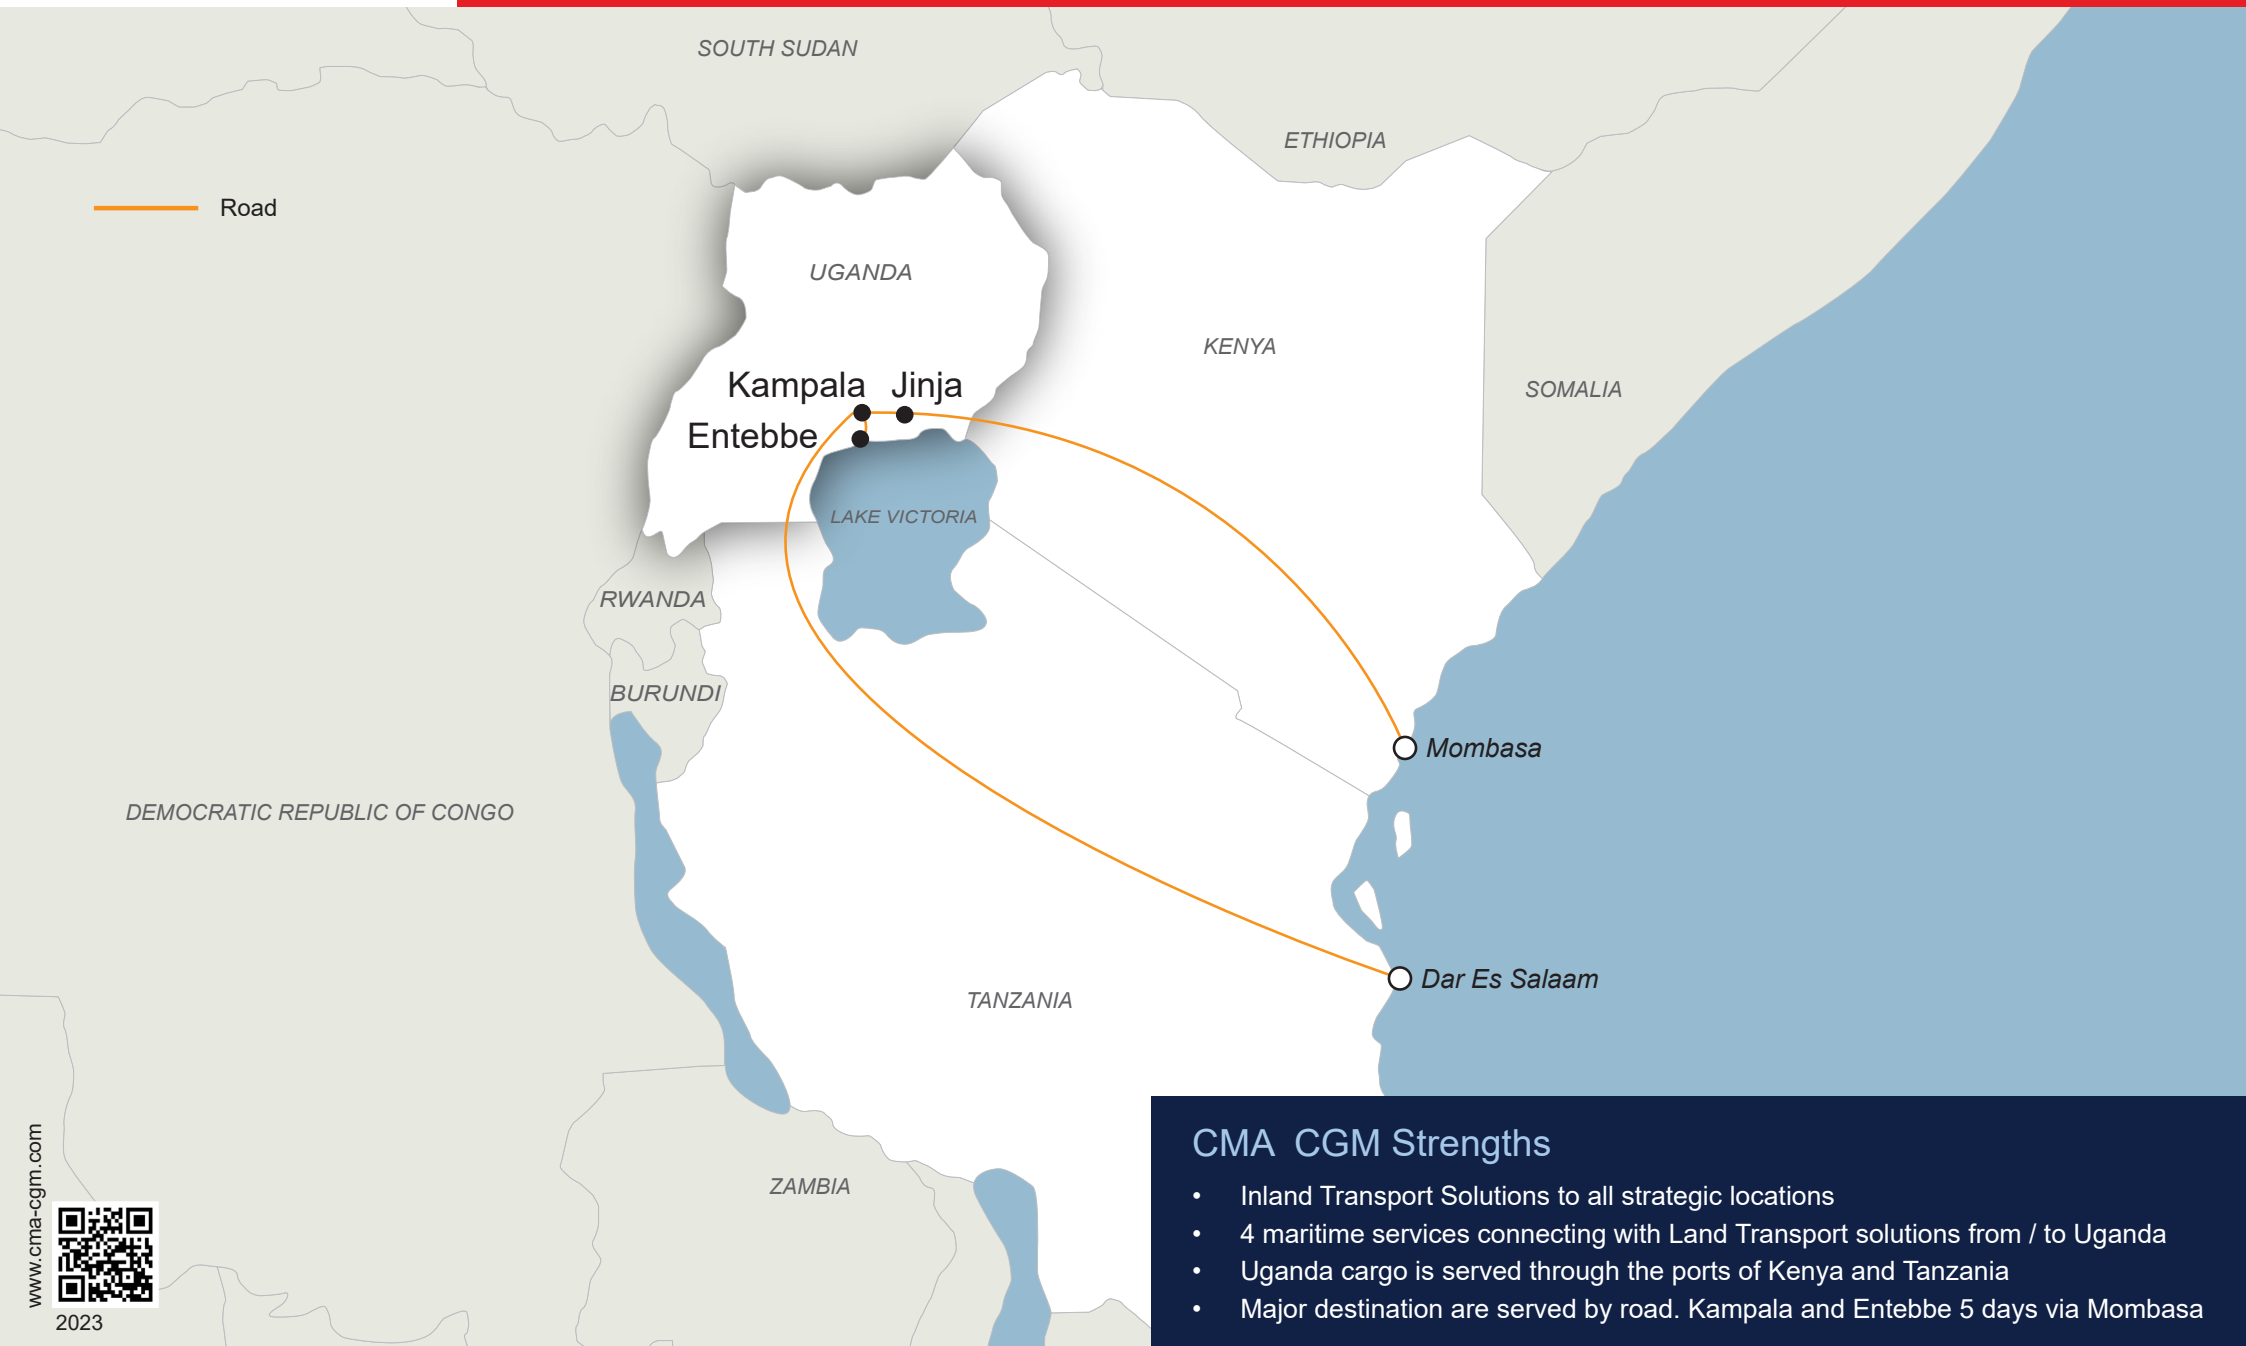 SOUTH SUDAN
ETHIOPIA
Road
UGANDA
KENYA
SOMALIA
Kampala Jinja
Entebbe
LAKE VICTORIA
RWANDA
BURUNDI
Mombasa
DEMOCRATIC REPUBLIC OF CONGO
Dar Es Salaam
TANZANIA
ZAMBIA
www.cma-cgm.com
2023
CMA CGM Strengths
• Inland Transport Solutions to all strategic locations
• 4 maritime services connecting with Land Transport solutions from / to Uganda
• Uganda cargo is served through the ports of Kenya and Tanzania
• Major destination are served by road. Kampala and Entebbe 5 days via Mombasa